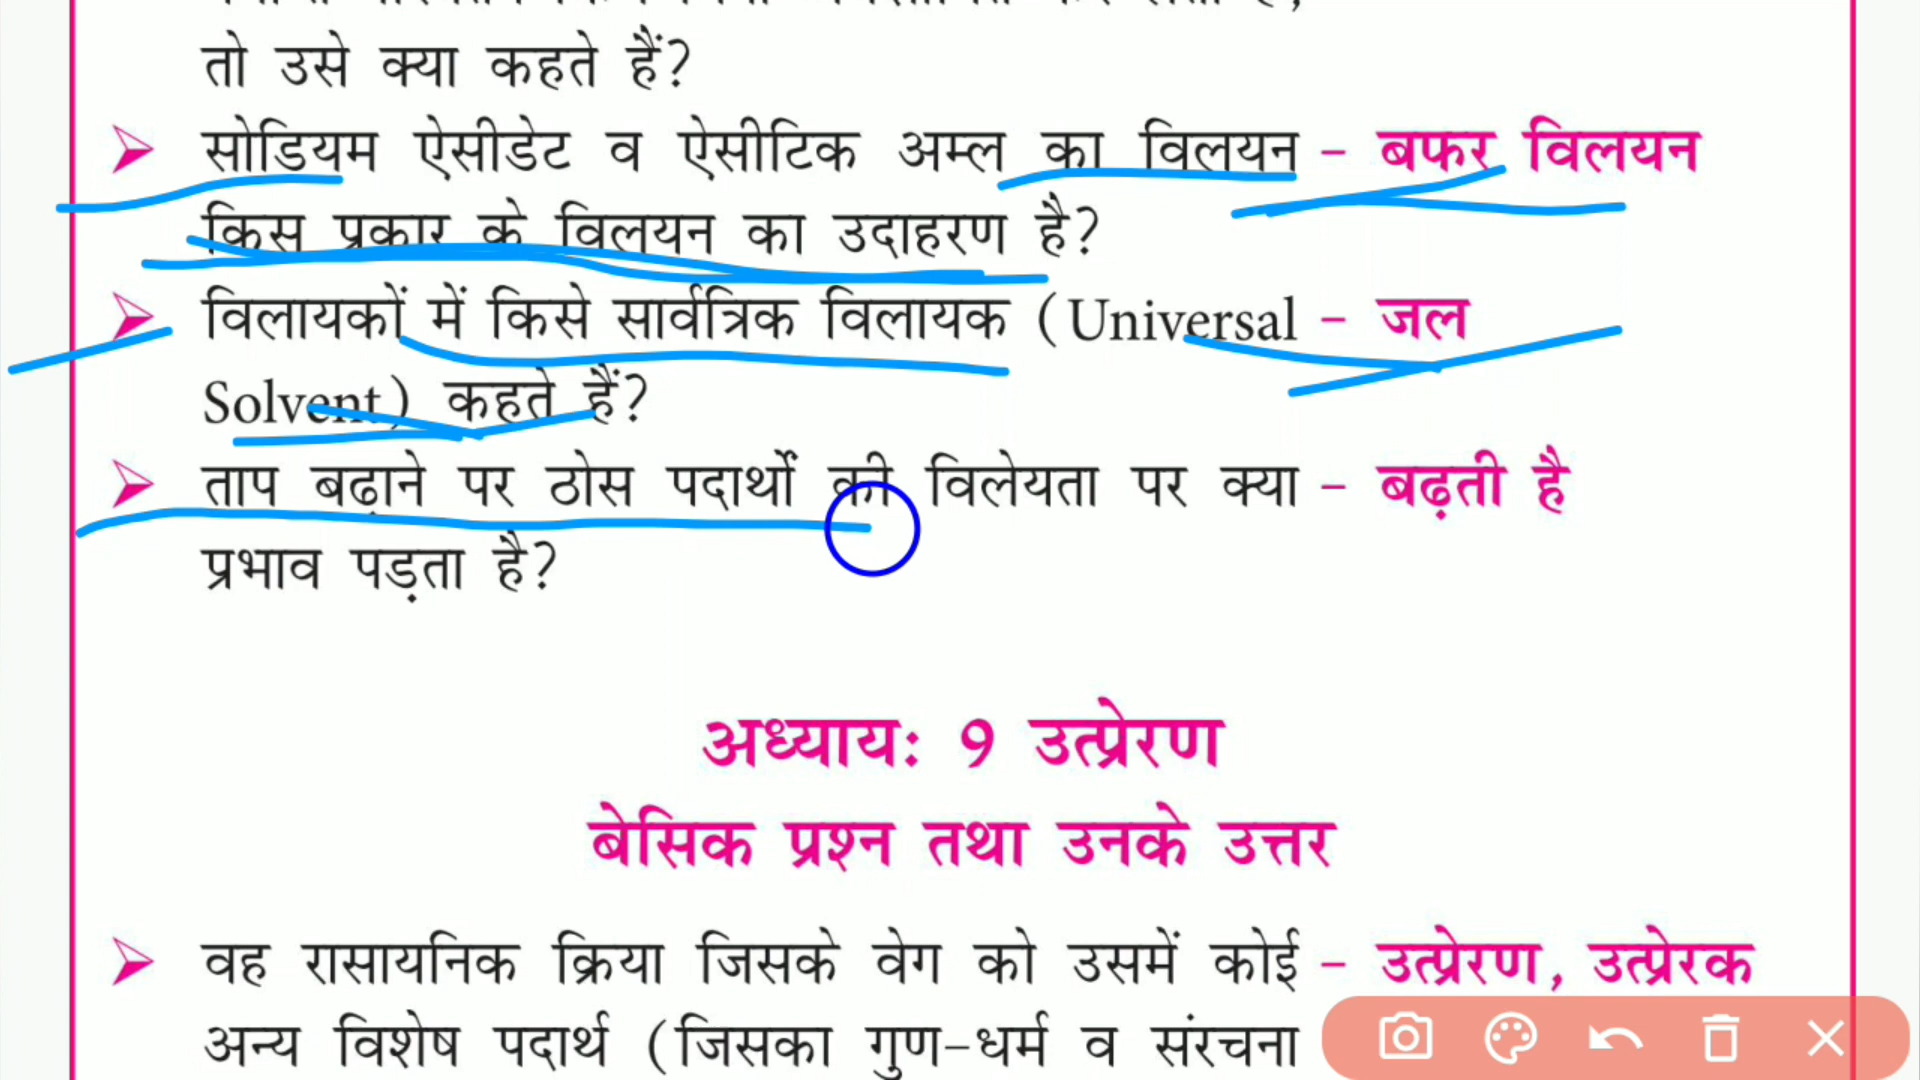 तो उसे क्या कहते हैं?
सोडियम ऐसीडेट व ऐसीटिक अम्ल का विलयन – बफर विलयन
किस प्रकार के विलयन का उदाहरण है?
विलायकों में किसे सार्वत्रिक विलायक (Universal – जल
Solvent) कहते हैं?
ताप बढ़ाने पर ठोस पदार्थों की विलेयता पर क्या – बढ़ती है
प्रभाव पड़ता है?
अध्यायः 9 उत्प्रेरण
बेसिक प्रश्न तथा उनके उत्तर
वह रासायनिक क्रिया जिसके वेग को उसमें कोई – उत्प्रेरण, उत्प्रेरक
अन्य विशेष पदार्थ (जिसका गुण-धर्म व संरचना